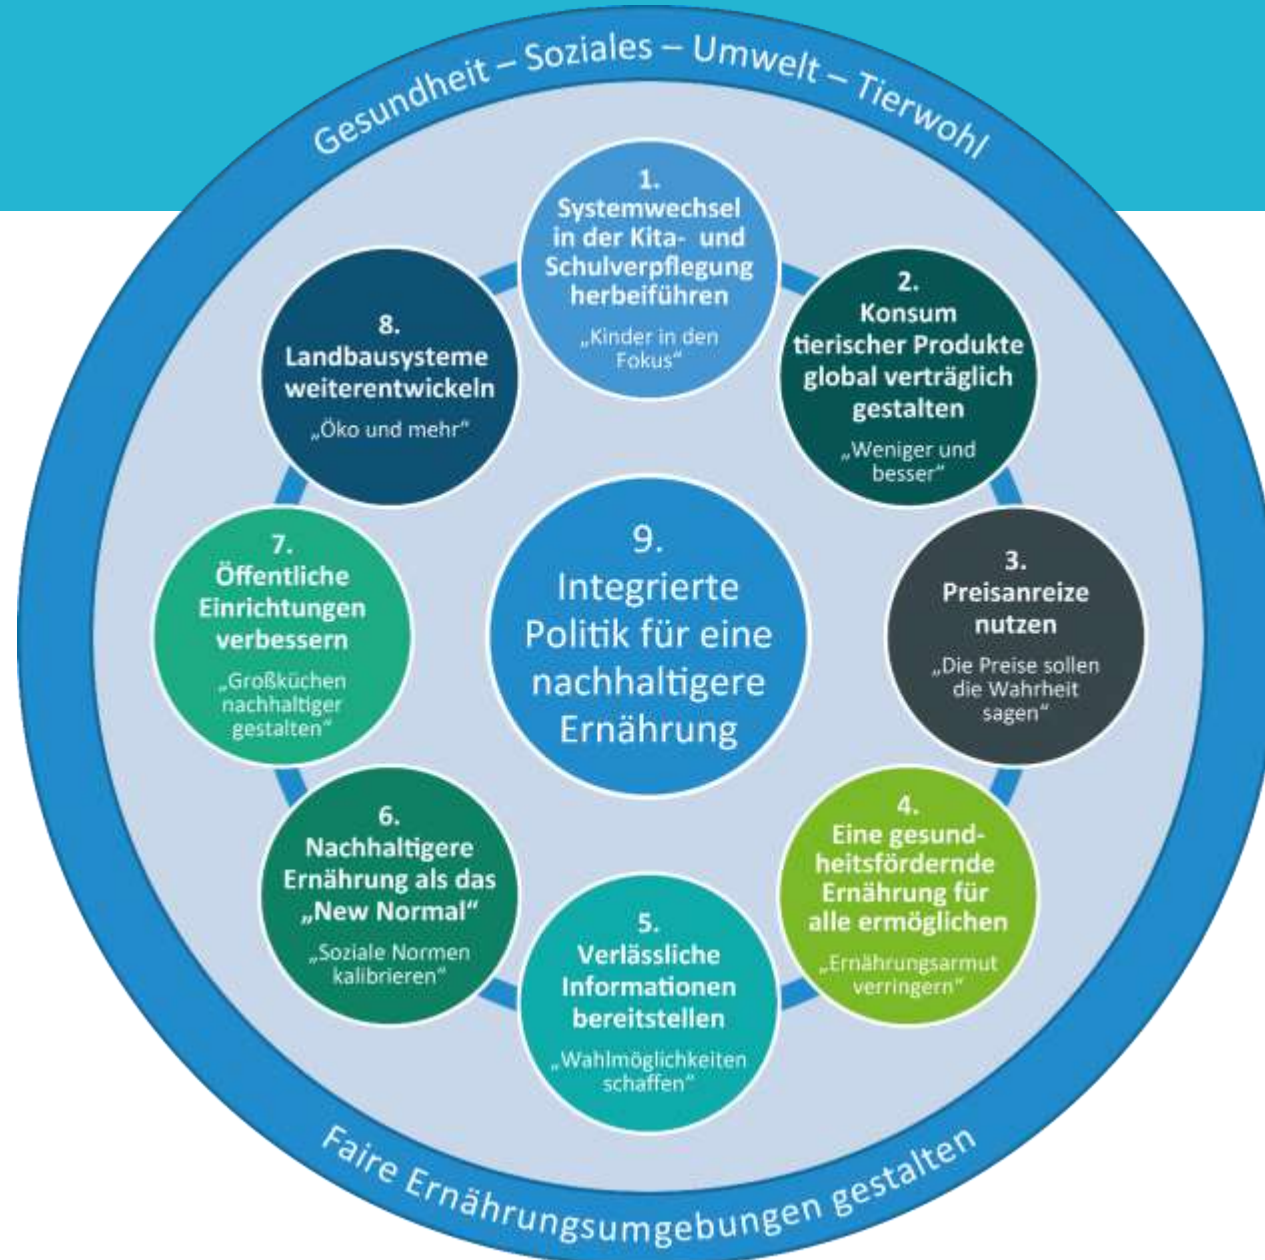 Gesundheit – Soziales – Umwelt – Tierwohl
1.
Systemwechsel
in der Kita- und
Schulverpflegung
herbeiführen
„Kinder in den
Fokus“
2.
Konsum
tierischer Produkte
global verträglich
gestalten
„Weniger und
besser“
3.
Preisanreize
nutzen
„Die Preise sollen
die Wahrheit
sagen“
4.
Eine gesund-
heitsfördernde
Ernährung für
alle ermöglichen
„Ernährungsarmut
verringern“
5.
Verlässliche
Informationen
bereitstellen
„Wahlmöglichkeiten
schaffen“
6.
Nachhaltigere
Ernährung als das
„New Normal“
„Soziale Normen
kalibrieren“
7.
Öffentliche
Einrichtungen
verbessern
„Großküchen
nachhaltiger
gestalten“
8.
Landbausysteme
weiterentwickeln
„Öko und mehr“
9.
Integrierte
Politik für eine
nachhaltigere
Ernährung
Faire Ernährungsumgebungen gestalten